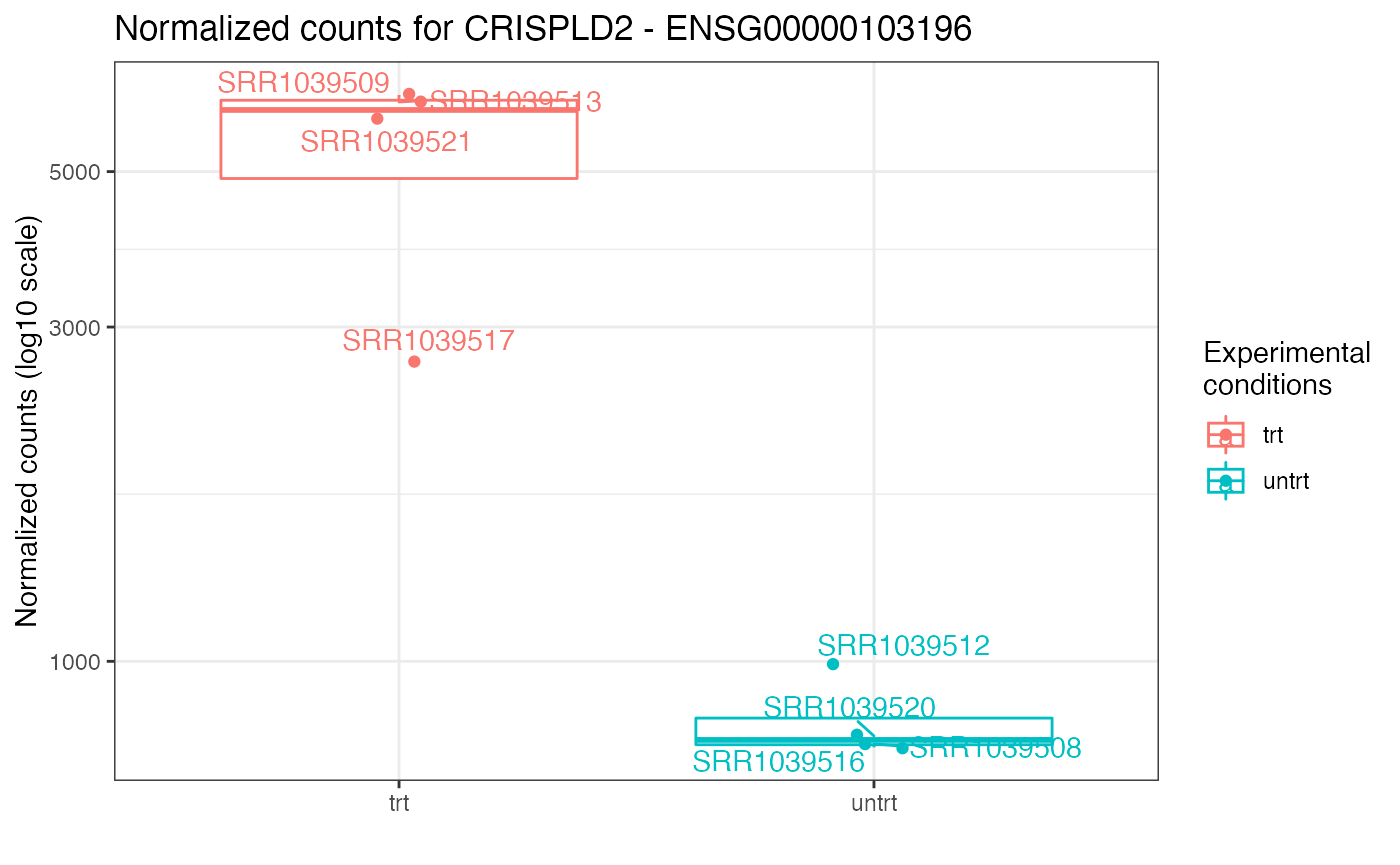 Normalized counts for CRISPLD2 - ENSG00000103196
Normalized counts (log10 scale)
5000
3000
1000
SRR1039509
SRR1039513
SRR1039521
SRR1039517
SRR1039512
SRR1039520
SRR1039508
SRR1039516
trt
untrt
Experimental
conditions
trt
untrt